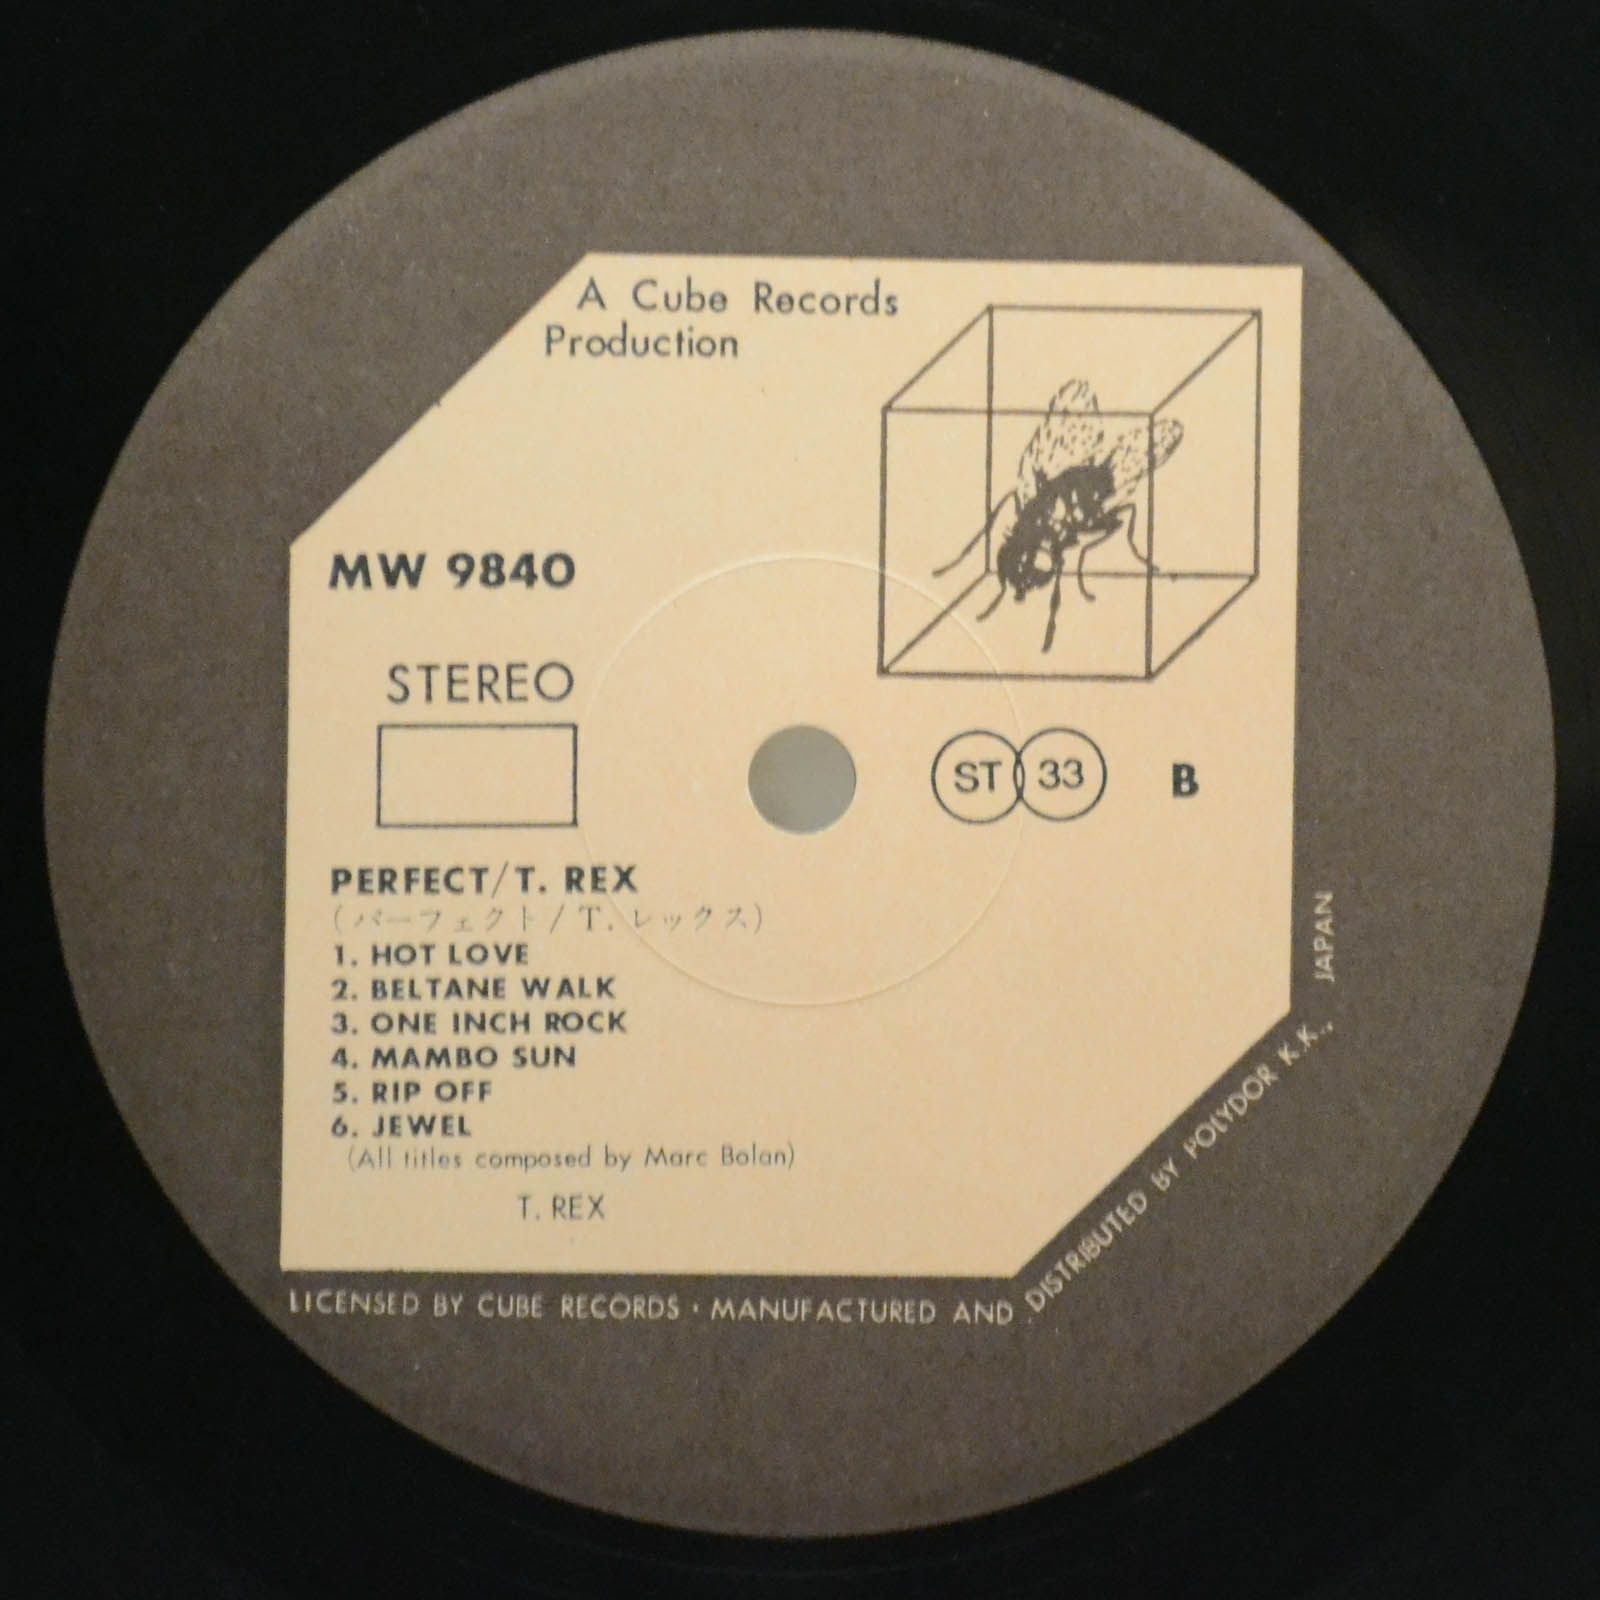 A Cube Records
Production
MW 9840
STEREO
ST 33 B
PERFECT/T. REX
(パーフェクト/T. レックス)
1. HOT LOVE
2. BELTANE WALK
3. ONE INCH ROCK
4. MAMBO SUN
5. RIP OFF
6. JEWEL
(All titles composed by Marc Bolan)
T. REX
LICENSED BY CUBE RECORDS · MANUFACTURED AND DISTRIBUTED BY POLYDOR K.K., JAPAN